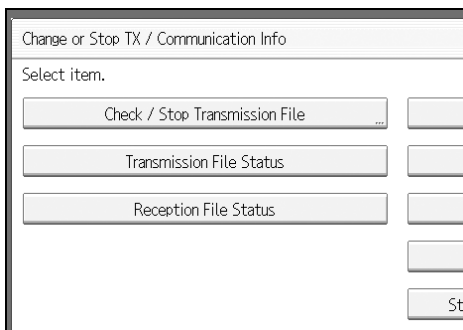 Change or Stop TX / Communication Info
Select item.
Check / Stop Transmission File ...
Transmission File Status
Reception File Status